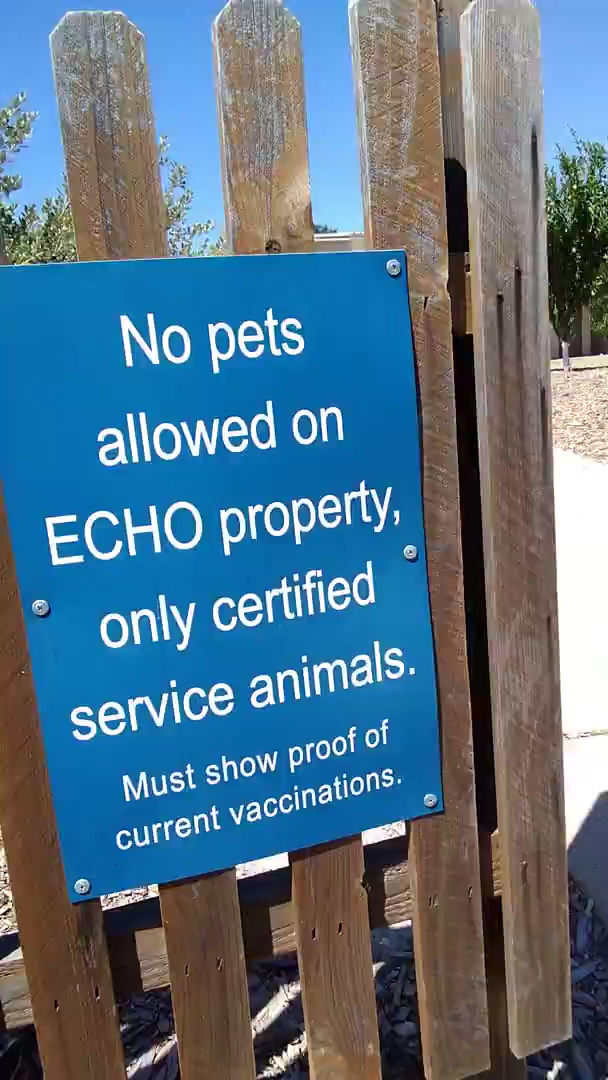 No pets
allowed on
ECHO property,
only certified
service animals.
Must show proof of
current vaccinations.